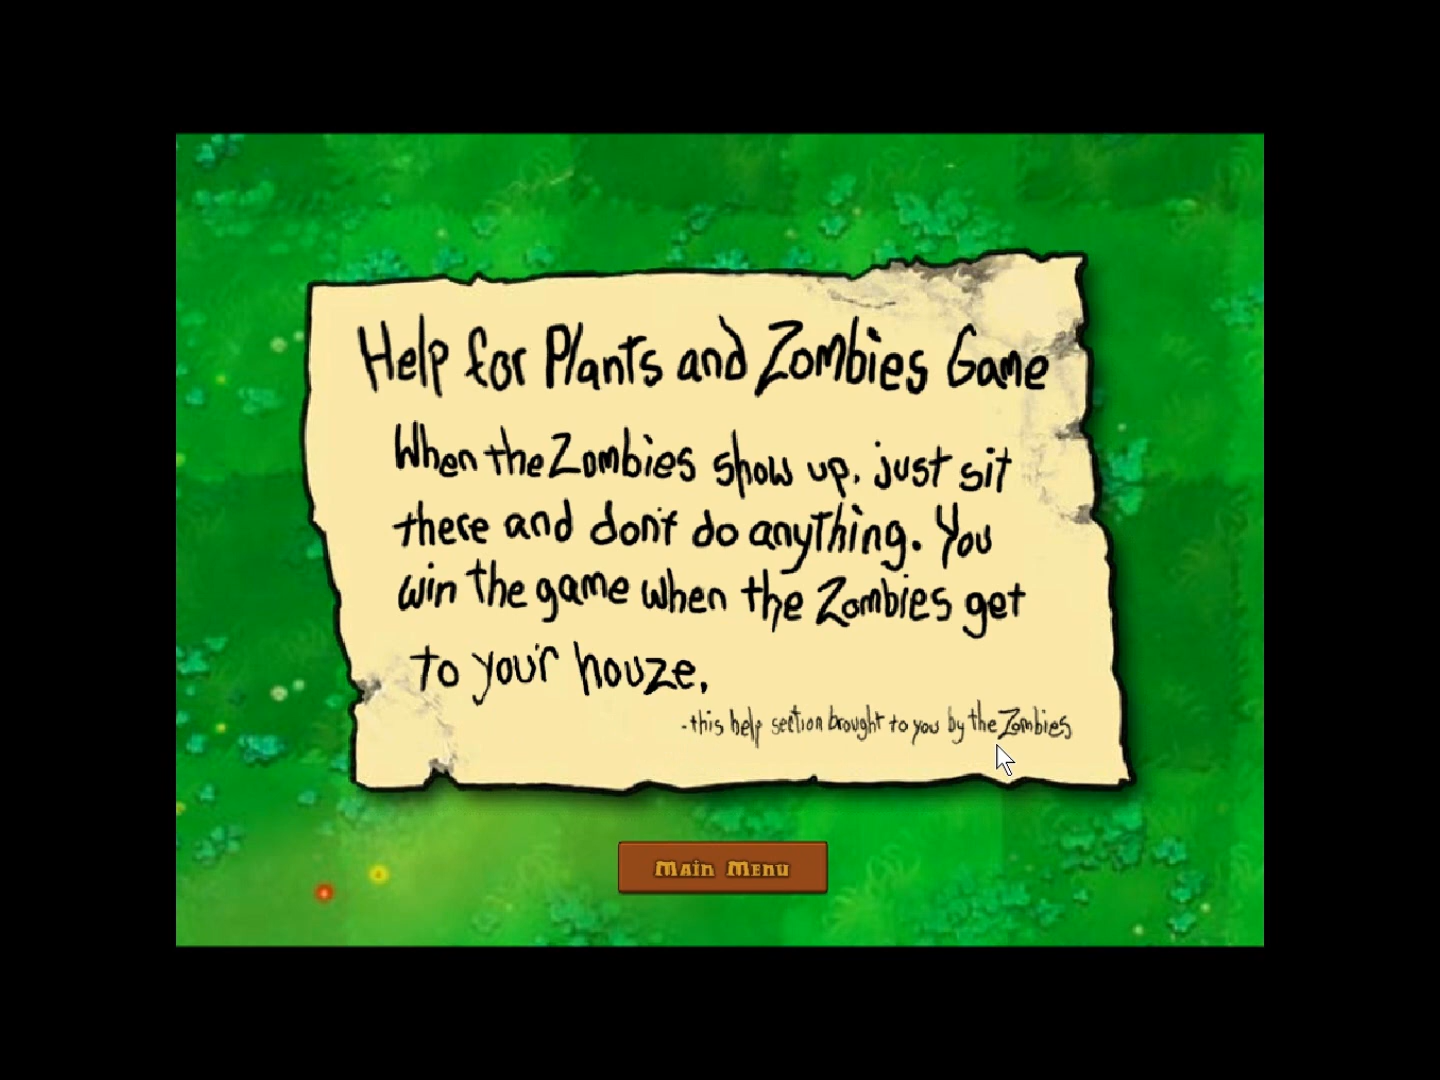 Help for Plants and Zombies Game
When the Zombies show up, just sit
there and don't do anything. You
win the game when the Zombies get
to your houze.
-this help section brought to you by the Zombies
Main Menu